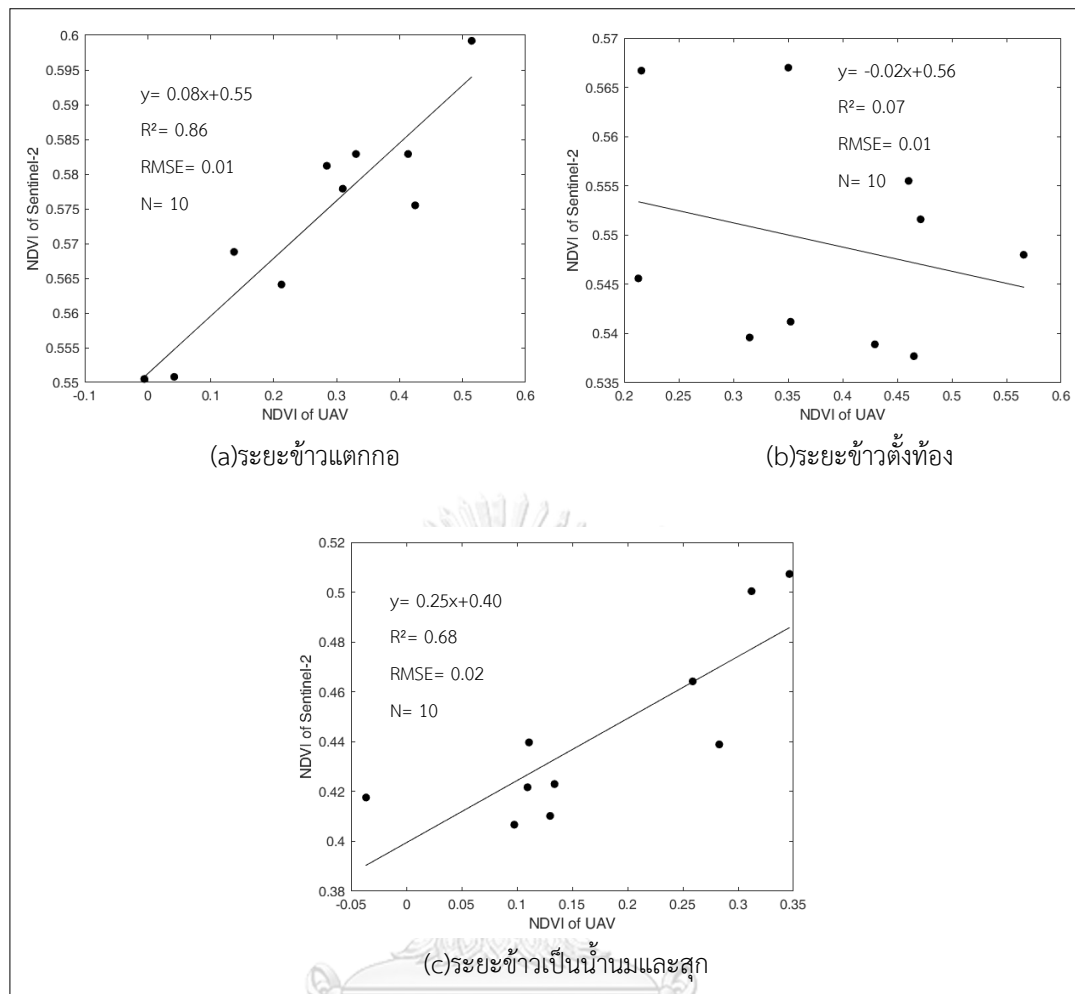 0.6
0.595
0.59
0.585
0.58
0.575
0.57
0.565
0.56
0.555
0.55
NDVI of Sentinel-2
y= 0.08x+0.55
R²= 0.86
RMSE= 0.01
N= 10
-0.1 0 0.1 0.2 0.3 0.4 0.5 0.6
NDVI of UAV
(a)ระยะข้าวแตกกอ
0.57
0.565
0.56
0.555
0.55
0.545
0.54
0.535
NDVI of Sentinel-2
y= -0.02x+0.56
R²= 0.07
RMSE= 0.01
N= 10
0.2 0.25 0.3 0.35 0.4 0.45 0.5 0.55 0.6
NDVI of UAV
(b)ระยะข้าวตั้งท้อง
0.52
0.5
0.48
0.46
0.44
0.42
0.4
0.38
NDVI of Sentinel-2
y= 0.25x+0.40
R²= 0.68
RMSE= 0.02
N= 10
-0.05 0 0.05 0.1 0.15 0.2 0.25 0.3 0.35
NDVI of UAV
(c)ระยะข้าวเป็นน้ำนมและสุก